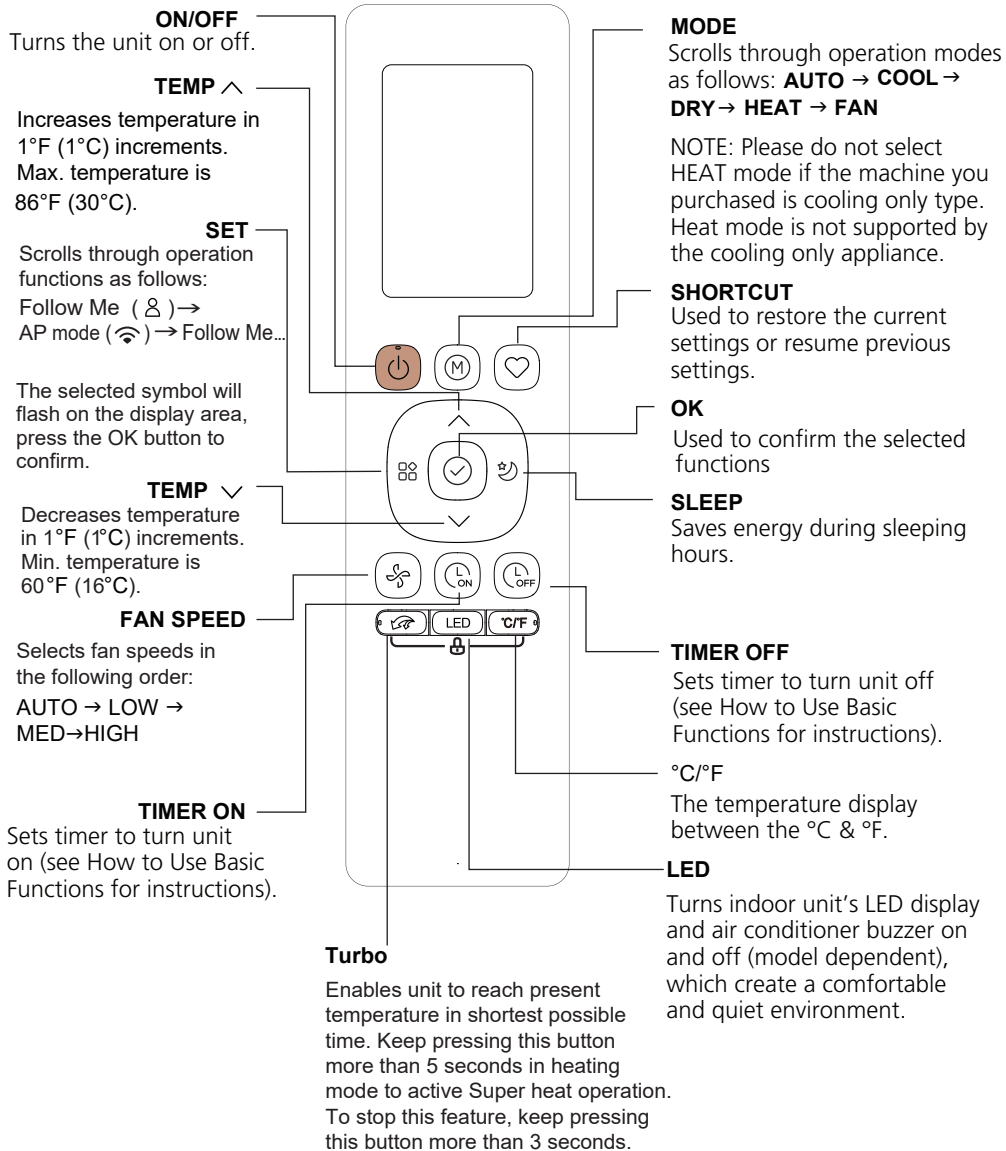 ON/OFF
Turns the unit on or off.
TEMP
Increases temperature in
1°F (1°C) increments.
Max. temperature is
86°F (30°C).
SET
Scrolls through operation
functions as follows:
Follow Me ( ) →
AP mode ( ) → Follow Me...
The selected symbol will
flash on the display area,
press the OK button to
confirm.
TEMP
Decreases temperature
in 1°F (1°C) increments.
Min. temperature is
60°F (16°C).
FAN SPEED
Selects fan speeds in
the following order:
AUTO → LOW →
MED→HIGH
TIMER ON
Sets timer to turn unit
on (see How to Use Basic
Functions for instructions).
M
ON
OFF
LED
°C/°F
Turbo
Enables unit to reach present
temperature in shortest possible
time. Keep pressing this button
more than 5 seconds in heating
mode to active Super heat operation.
To stop this feature, keep pressing
this button more than 3 seconds.
MODE
Scrolls through operation modes
as follows: AUTO → COOL →
DRY → HEAT → FAN
NOTE: Please do not select
HEAT mode if the machine you
purchased is cooling only type.
Heat mode is not supported by
the cooling only appliance.
SHORTCUT
Used to restore the current
settings or resume previous
settings.
OK
Used to confirm the selected
functions
SLEEP
Saves energy during sleeping
hours.
TIMER OFF
Sets timer to turn unit off
(see How to Use Basic
Functions for instructions).
°C/°F
The temperature display
between the °C & °F.
LED
Turns indoor unit's LED display
and air conditioner buzzer on
and off (model dependent),
which create a comfortable
and quiet environment.